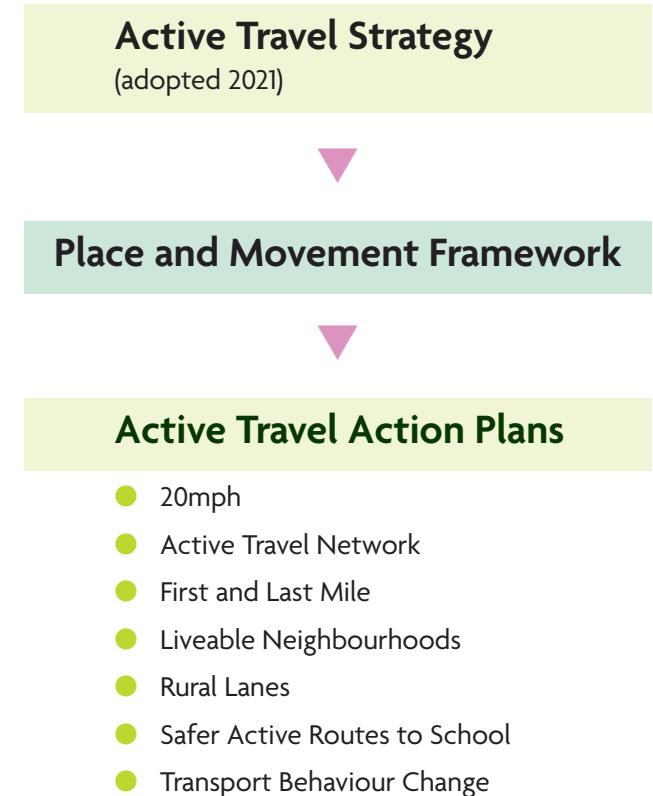 Active Travel Strategy
(adopted 2021)
Place and Movement Framework
Active Travel Action Plans
20mph
Active Travel Network
First and Last Mile
Liveable Neighbourhoods
Rural Lanes
Safer Active Routes to School
Transport Behaviour Change